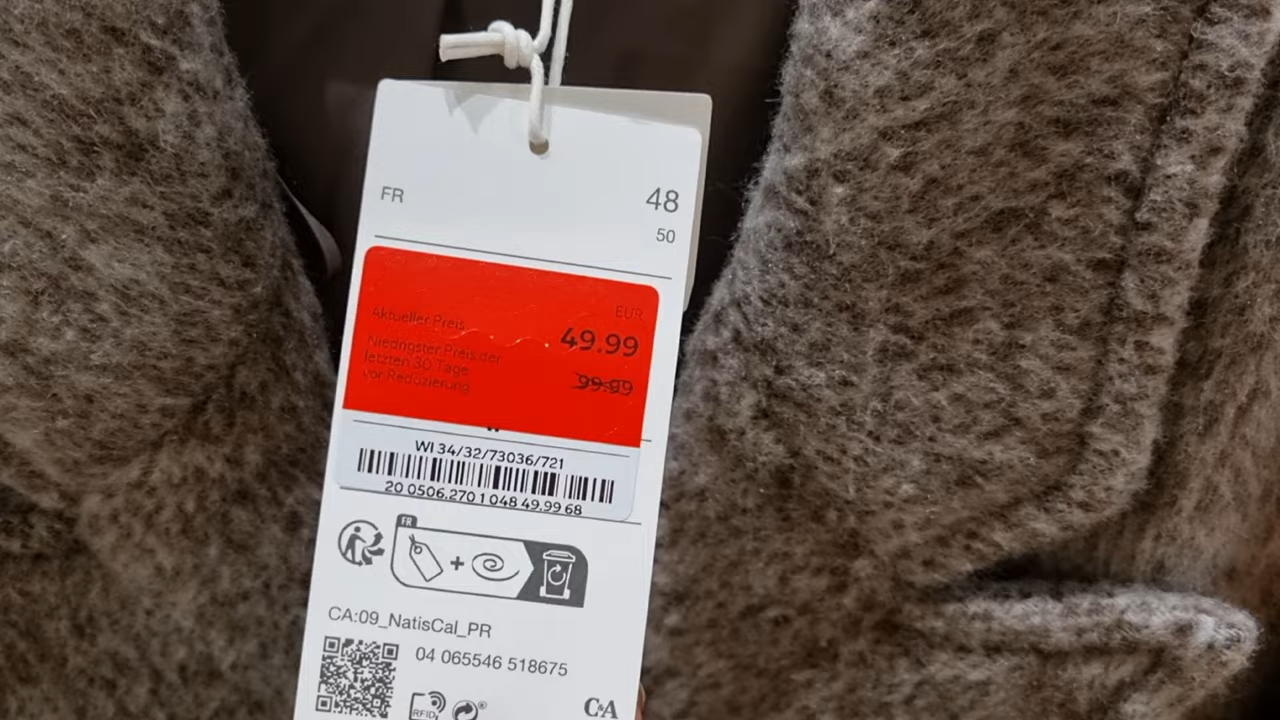 FR 48
50
EUR
Aktueller Preis 49.99
Niedrigster Preis der
letzten 30 Tage 99.99
vor Reduzierung
WI 34/32/73036/721
20 0506.270 1 048 49.99 68
FR
CA:09_NatisCal_PR
04 065546 518675
RFID
C&A